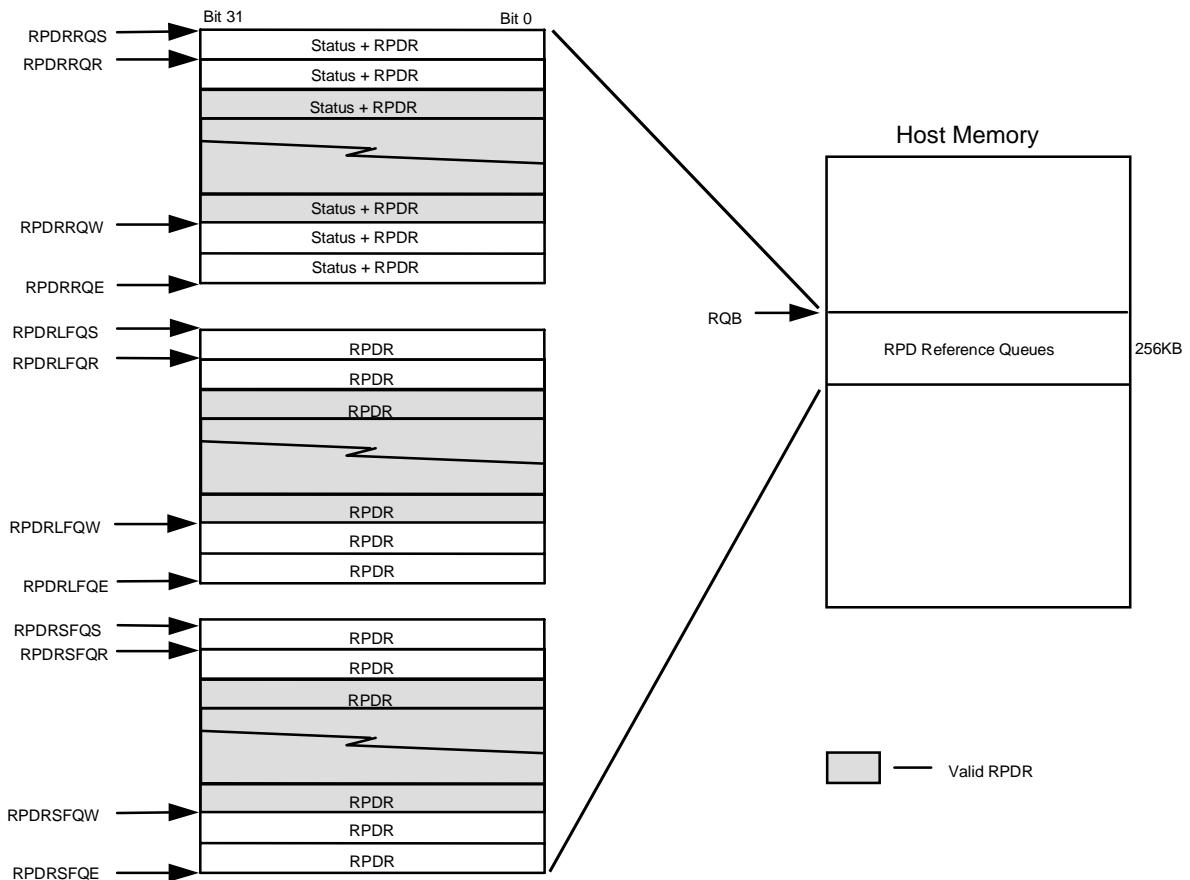 Bit 31 Bit 0
RPDRRQS
Status + RPDR
RPDRRQR
Status + RPDR
Status + RPDR
Status + RPDR
RPDRRQW
Status + RPDR
Status + RPDR
RPDRRQE
RPDRLFQS
RPDR
RPDRLFQR
RPDR
RPDR
RPDR
RPDRLFQW
RPDR
RPDR
RPDRLFQE
RPDRSFQS
RPDR
RPDRSFQR
RPDR
RPDR
RPDR
RPDRSFQW
RPDR
RPDR
RPDRSFQE
Host Memory
RQB
RPD Reference Queues
256KB
Valid RPDR